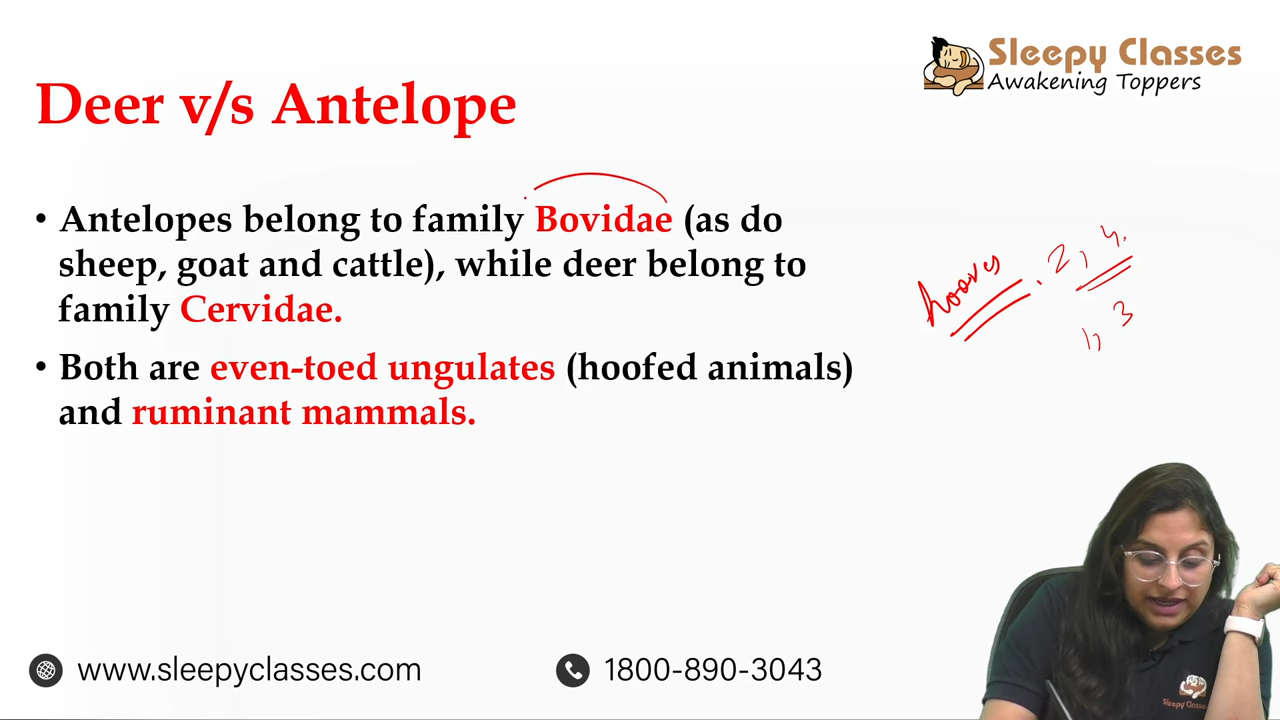 Sleepy Classes
Awakening Toppers
Deer v/s Antelope
• Antelopes belong to family Bovidae (as do
sheep, goat and cattle), while deer belong to
family Cervidae.
• Both are even-toed ungulates (hoofed animals)
and ruminant mammals.
hooves . 2, 4.
1, 3
Sleepy Classes
www.sleepyclasses.com
1800-890-3043